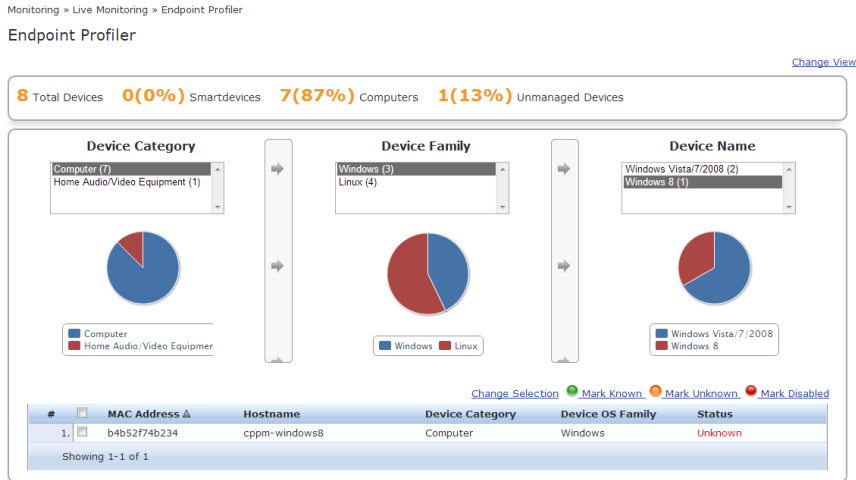 Monitoring » Live Monitoring » Endpoint Profiler
Endpoint Profiler
Change View
8 Total Devices 0(0%) Smartdevices 7(87%) Computers 1(13%) Unmanaged Devices
Device Category
Computer (7)
Home Audio/Video Equipment (1)
Computer
Home Audio/Video Equipmer
Device Family
Windows (3)
Linux (4)
Windows Linux
Device Name
Windows Vista/7/2008 (2)
Windows 8 (1)
Windows Vista/7/2008
Windows 8
Change Selection Mark Known Mark Unknown Mark Disabled
# MAC Address Hostname Device Category Device OS Family Status
1. b4b52f74b234 cppm-windows8 Computer Windows Unknown
Showing 1-1 of 1